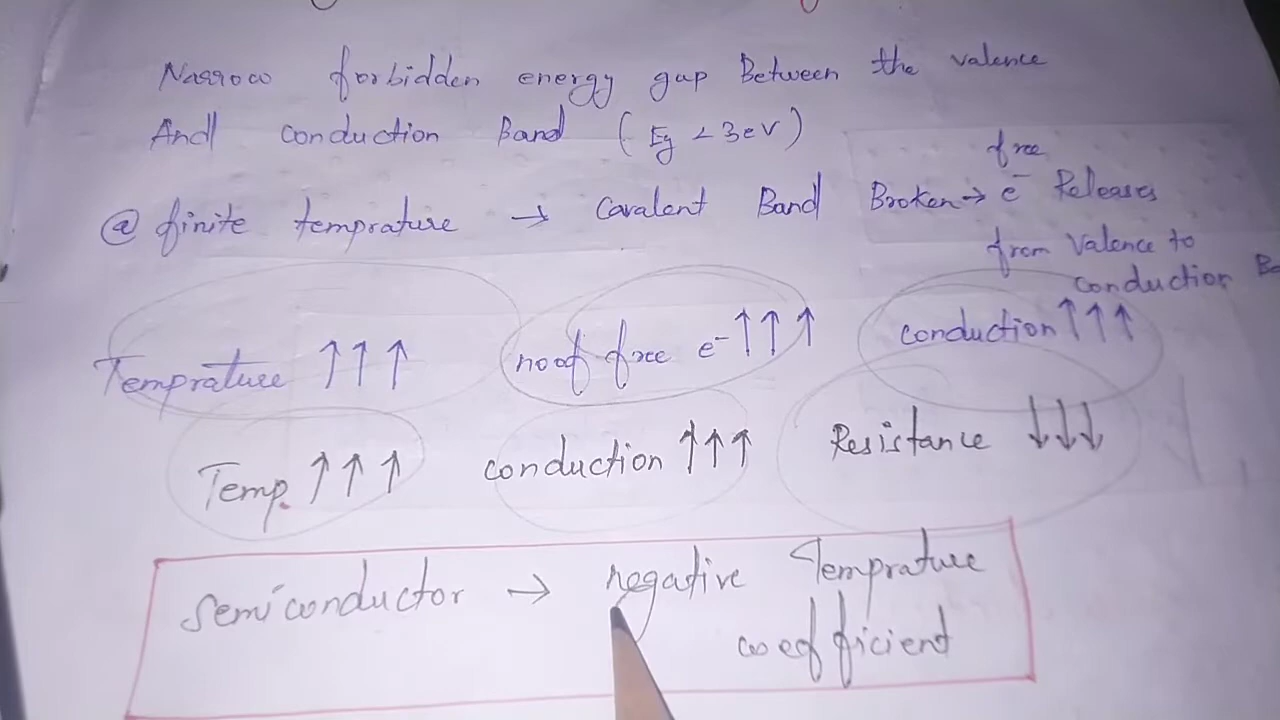 Narrow forbidden energy gap Between the valence
And conduction Band (Eg < 3eV)
@ finite temprature → Covalent Band Broken → free e⁻ Releases
from Valence to
conduction
Temprature ↑↑↑ no of free e⁻ ↑↑↑ conduction ↑↑↑
Temp. ↑↑↑ conduction ↑↑↑ Resistance ↓↓↓
Semiconductor → negative Temprature
coefficient